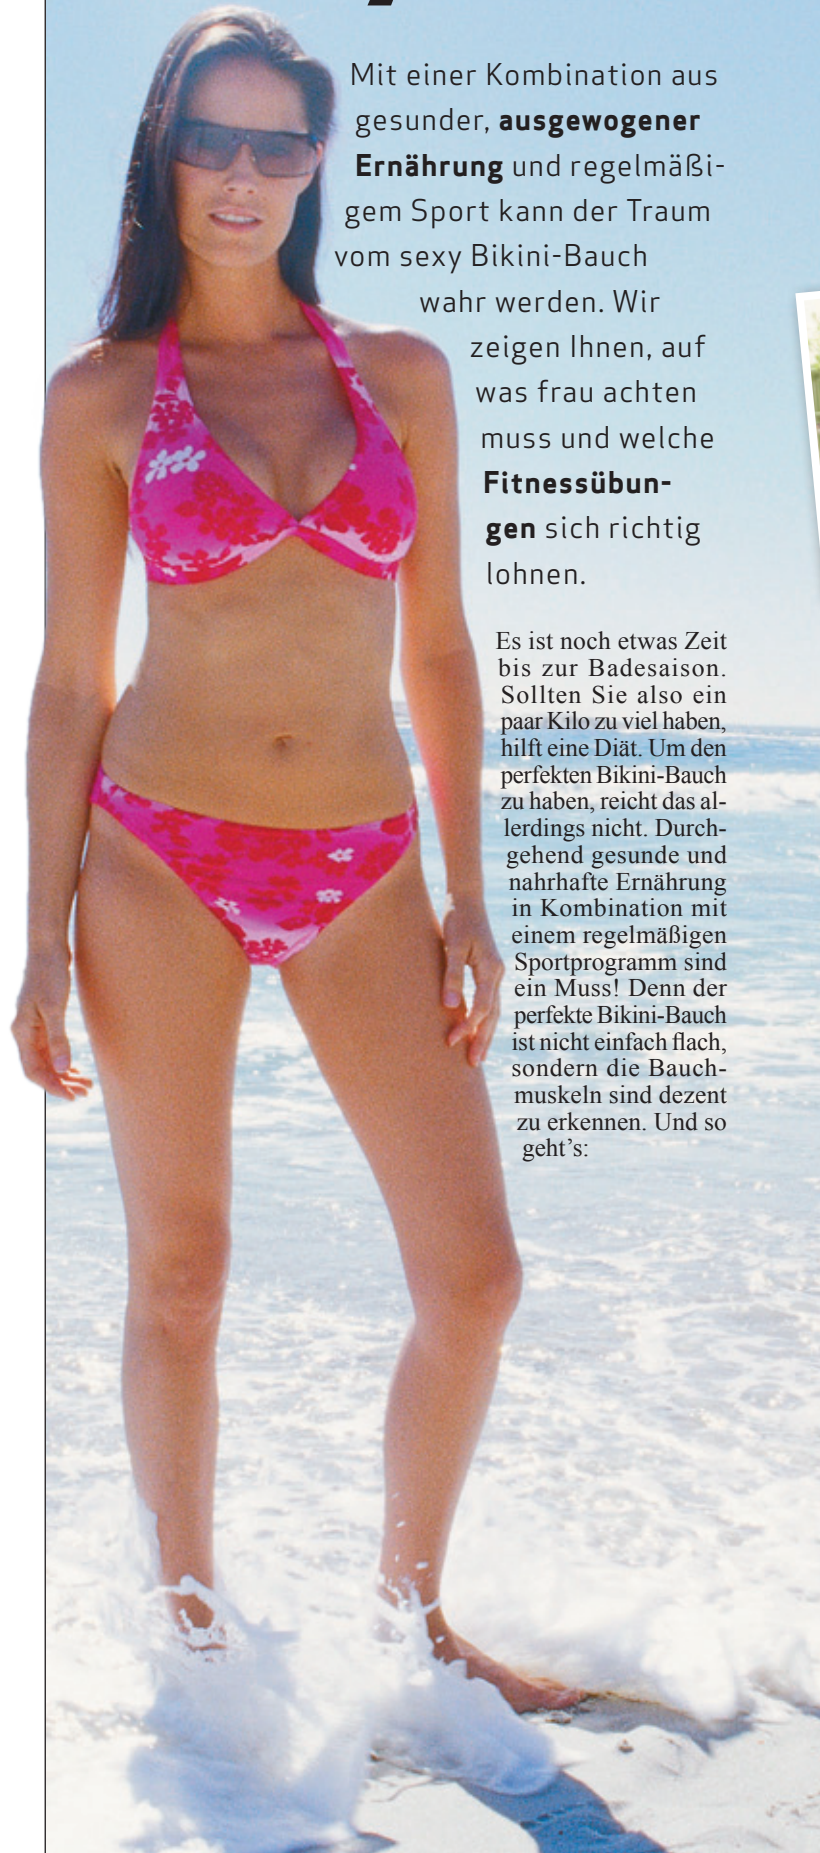 Mit einer Kombination aus
gesunder, ausgewogener
Ernährung und regelmäßi-
gem Sport kann der Traum
vom sexy Bikini-Bauch
wahr werden. Wir
zeigen Ihnen, auf
was frau achten
muss und welche
Fitnessübun-
gen sich richtig
lohnen.
Es ist noch etwas Zeit
bis zur Badesaison.
Sollten Sie also ein
paar Kilo zu viel haben,
hilft eine Diät. Um den
perfekten Bikini-Bauch
zu haben, reicht das al-
lerdings nicht. Durch-
gehend gesunde und
nahrhafte Ernährung
in Kombination mit
einem regelmäßigen
Sportprogramm sind
ein Muss! Denn der
perfekte Bikini-Bauch
ist nicht einfach flach,
sondern die Bauch-
muskeln sind dezent
zu erkennen. Und so
geht's: